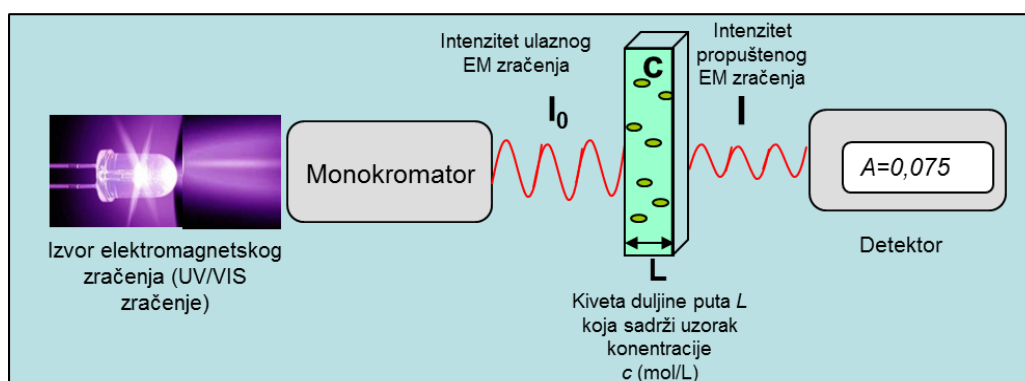 Izvor elektromagnetskog
zračenja (UV/VIS
zračenje)
Monokromator
Intenzitet ulaznog
EM zračenja
I₀
C
L
Kiveta duljine puta L
koja sadrži uzorak
konentracije
c (mol/L)
Intenzitet
propuštenog
EM zračenja
I
A=0,075
Detektor